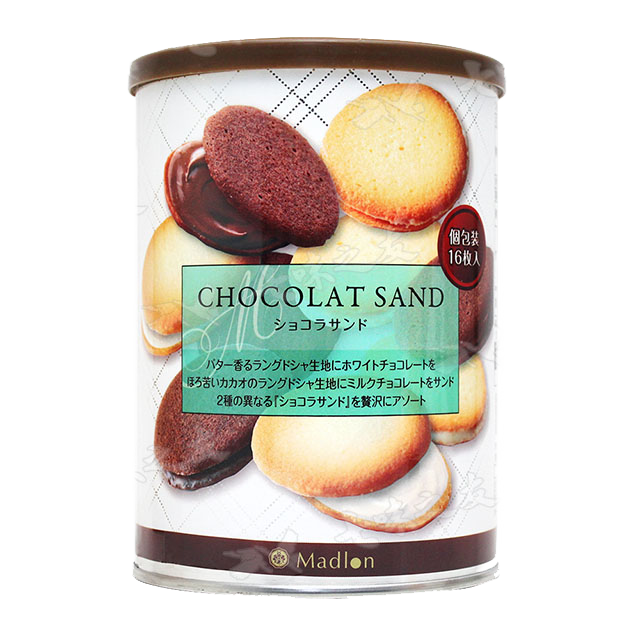 個包装
16枚入
CHOCOLAT SAND
ショコラサンド
バター香るラングドシャ生地にホワイトチョコレートを
ほろ苦いカカオのラングドシャ生地にミルクチョコレートをサンド
2種の異なる『ショコラサンド』を贅沢にアソート
Madlon